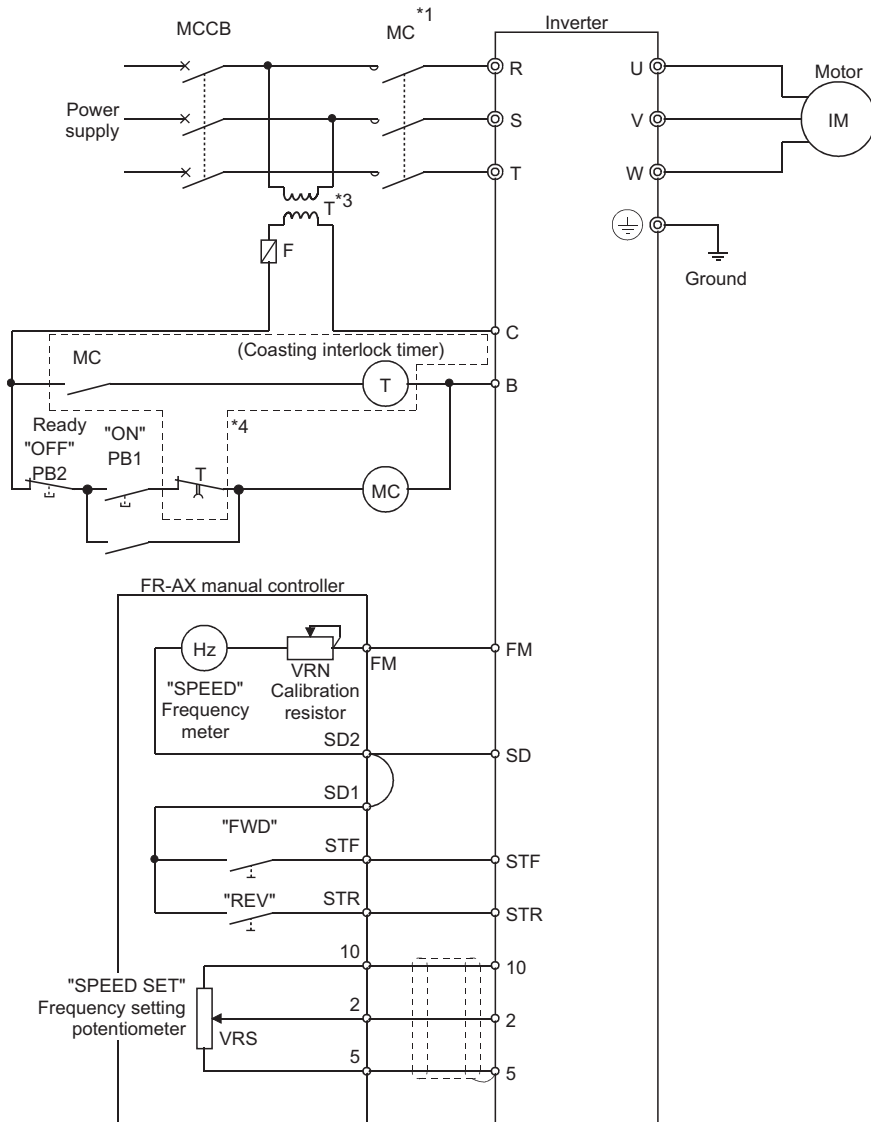 MCCB
MC *1
Inverter
R
U
Motor
Power
supply
S
V
IM
T
W
T *3
F
Ground
C
MC
(Coasting interlock timer)
T
B
Ready
"OFF"
PB2
"ON"
PB1
*4
T
MC
FR-AX manual controller
Hz
VRN
Calibration
resistor
FM
FM
"SPEED"
Frequency
meter
SD2
SD
SD1
"FWD"
STF
STF
"REV"
STR
STR
10
10
"SPEED SET"
Frequency setting
potentiometer
VRS
2
2
5
5